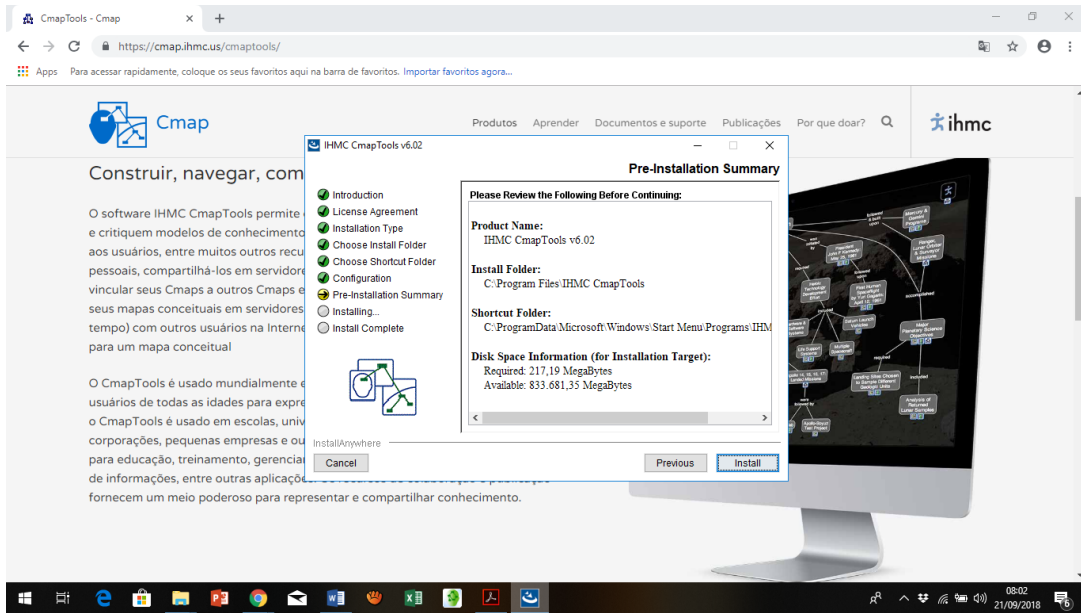 CmapTools - Cmap
https://cmap.ihmc.us/cmaptools/
Apps Para acessar rapidamente, coloque os seus favoritos aqui na barra de favoritos. Importar favoritos agora...
Cmap
Produtos Aprender Documentos e suporte Publicações Por que doar?
ihmc
Construir, navegar, com
O software IHMC CmapTools permite
e critiquem modelos de conhecimento
aos usuários, entre muitos outros recu
pessoais, compartilhá-los em servidore
vincular seus Cmaps a outros Cmaps e
seus mapas conceituais em servidores
tempo) com outros usuários na Interne
para um mapa conceitual
O CmapTools é usado mundialmente e
usuários de todas as idades para expre
o CmapTools é usado em escolas, univ
corporações, pequenas empresas e ou
para educação, treinamento, gerencia
de informações, entre outras aplicaçõe
fornecem um meio poderoso para representar e compartilhar conhecimento.
IHMC CmapTools v6.02
Pre-Installation Summary
Introduction
License Agreement
Installation Type
Choose Install Folder
Choose Shortcut Folder
Configuration
Pre-Installation Summary
Installing...
Install Complete
Please Review the Following Before Continuing:
Product Name:
IHMC CmapTools v6.02
Install Folder:
C:\Program Files\IHMC CmapTools
Shortcut Folder:
C:\ProgramData\Microsoft\Windows\Start Menu\Programs\IHM
Disk Space Information (for Installation Target):
Required: 217,19 MegaBytes
Available: 833.681,35 MegaBytes
InstallAnywhere
Cancel
Previous
Install
08:02
21/09/2018
6